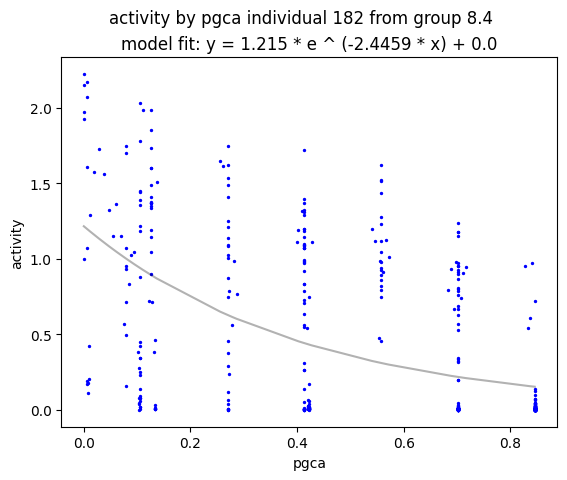 activity by pgca individual 182 from group 8.4
model fit: y = 1.215 * e ^ (-2.4459 * x) + 0.0
2.0
1.5
1.0
0.5
0.0
activity
0.0 0.2 0.4 0.6 0.8
pgca